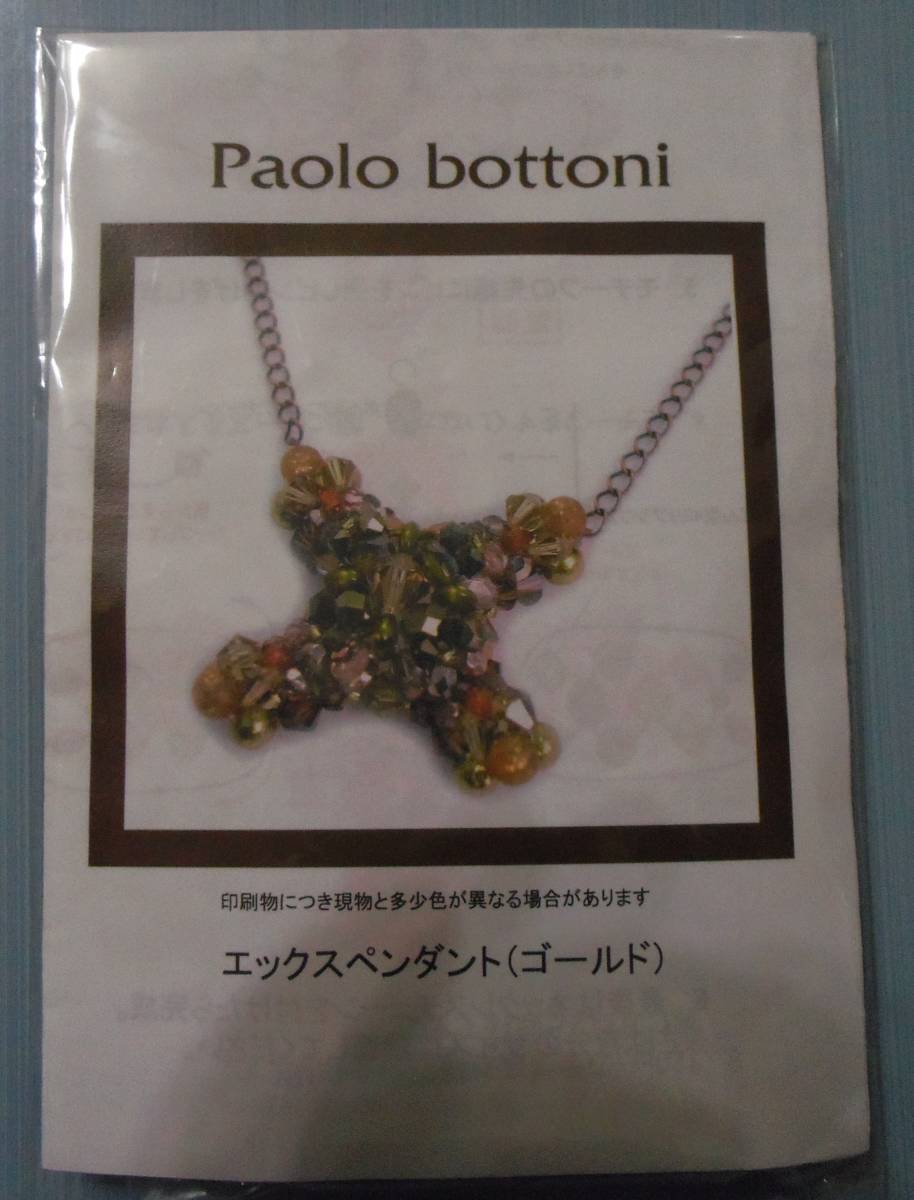 Paolo bottoni
印刷物につき現物と多少色が異なる場合があります
エックスペンダント(ゴールド)